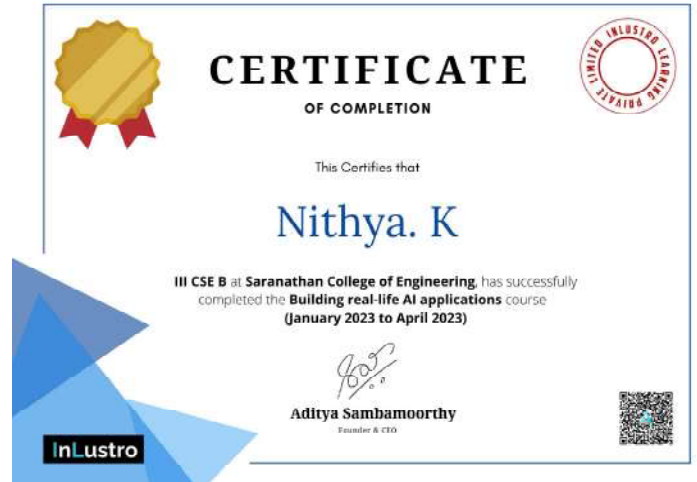 CERTIFICATE
OF COMPLETION
INLUSTRO LEARNING PRIVATE LIMITED
This Certifies that
Nithya. K
III CSE B at Saranathan College of Engineering, has successfully
completed the Building real-life AI applications course
(January 2023 to April 2023)
Aditya Sambamoorthy
Founder & CEO
InLustro